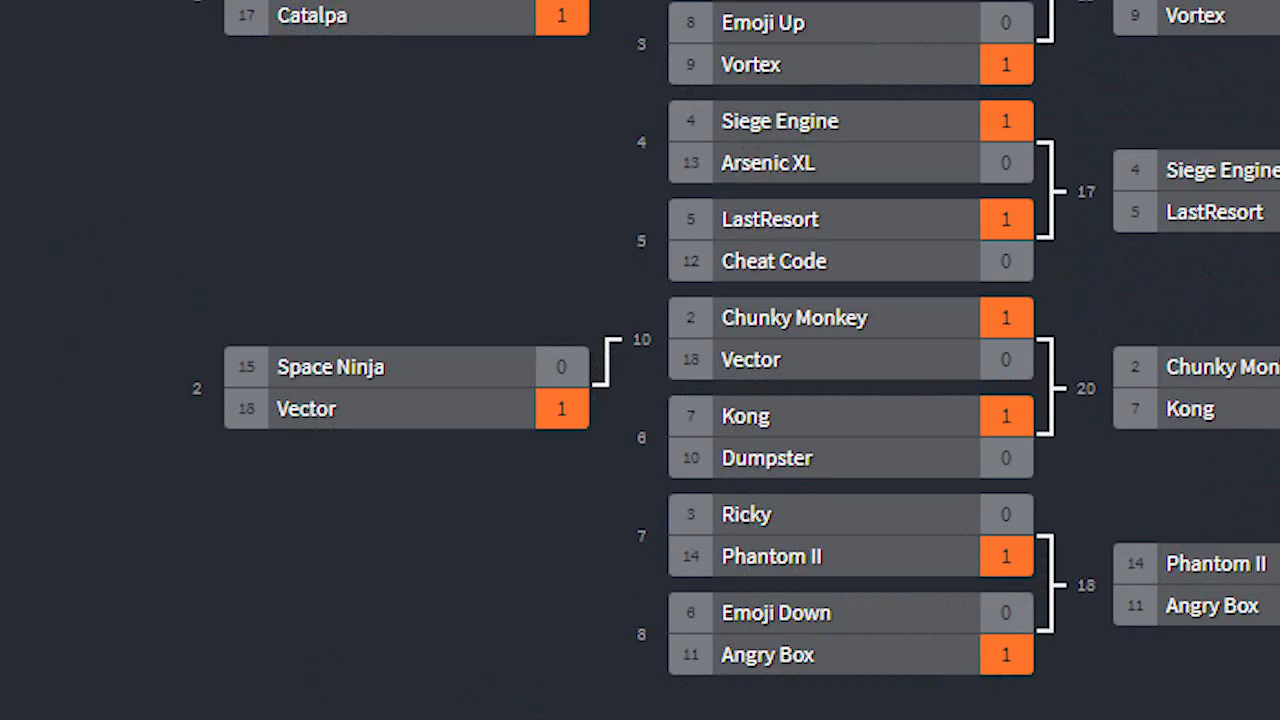 17 Catalpa 1
2
15 Space Ninja 0
18 Vector 1
3
8 Emoji Up 0
9 Vortex 1
4
4 Siege Engine 1
13 Arsenic XL 0
5
5 LastResort 1
12 Cheat Code 0
10
2 Chunky Monkey 1
18 Vector 0
6
7 Kong 1
10 Dumpster 0
7
3 Ricky 0
14 Phantom II 1
8
6 Emoji Down 0
11 Angry Box 1
9 Vortex
17
4 Siege Engine
5 LastResort
20
2 Chunky Mon
7 Kong
18
14 Phantom II
11 Angry Box